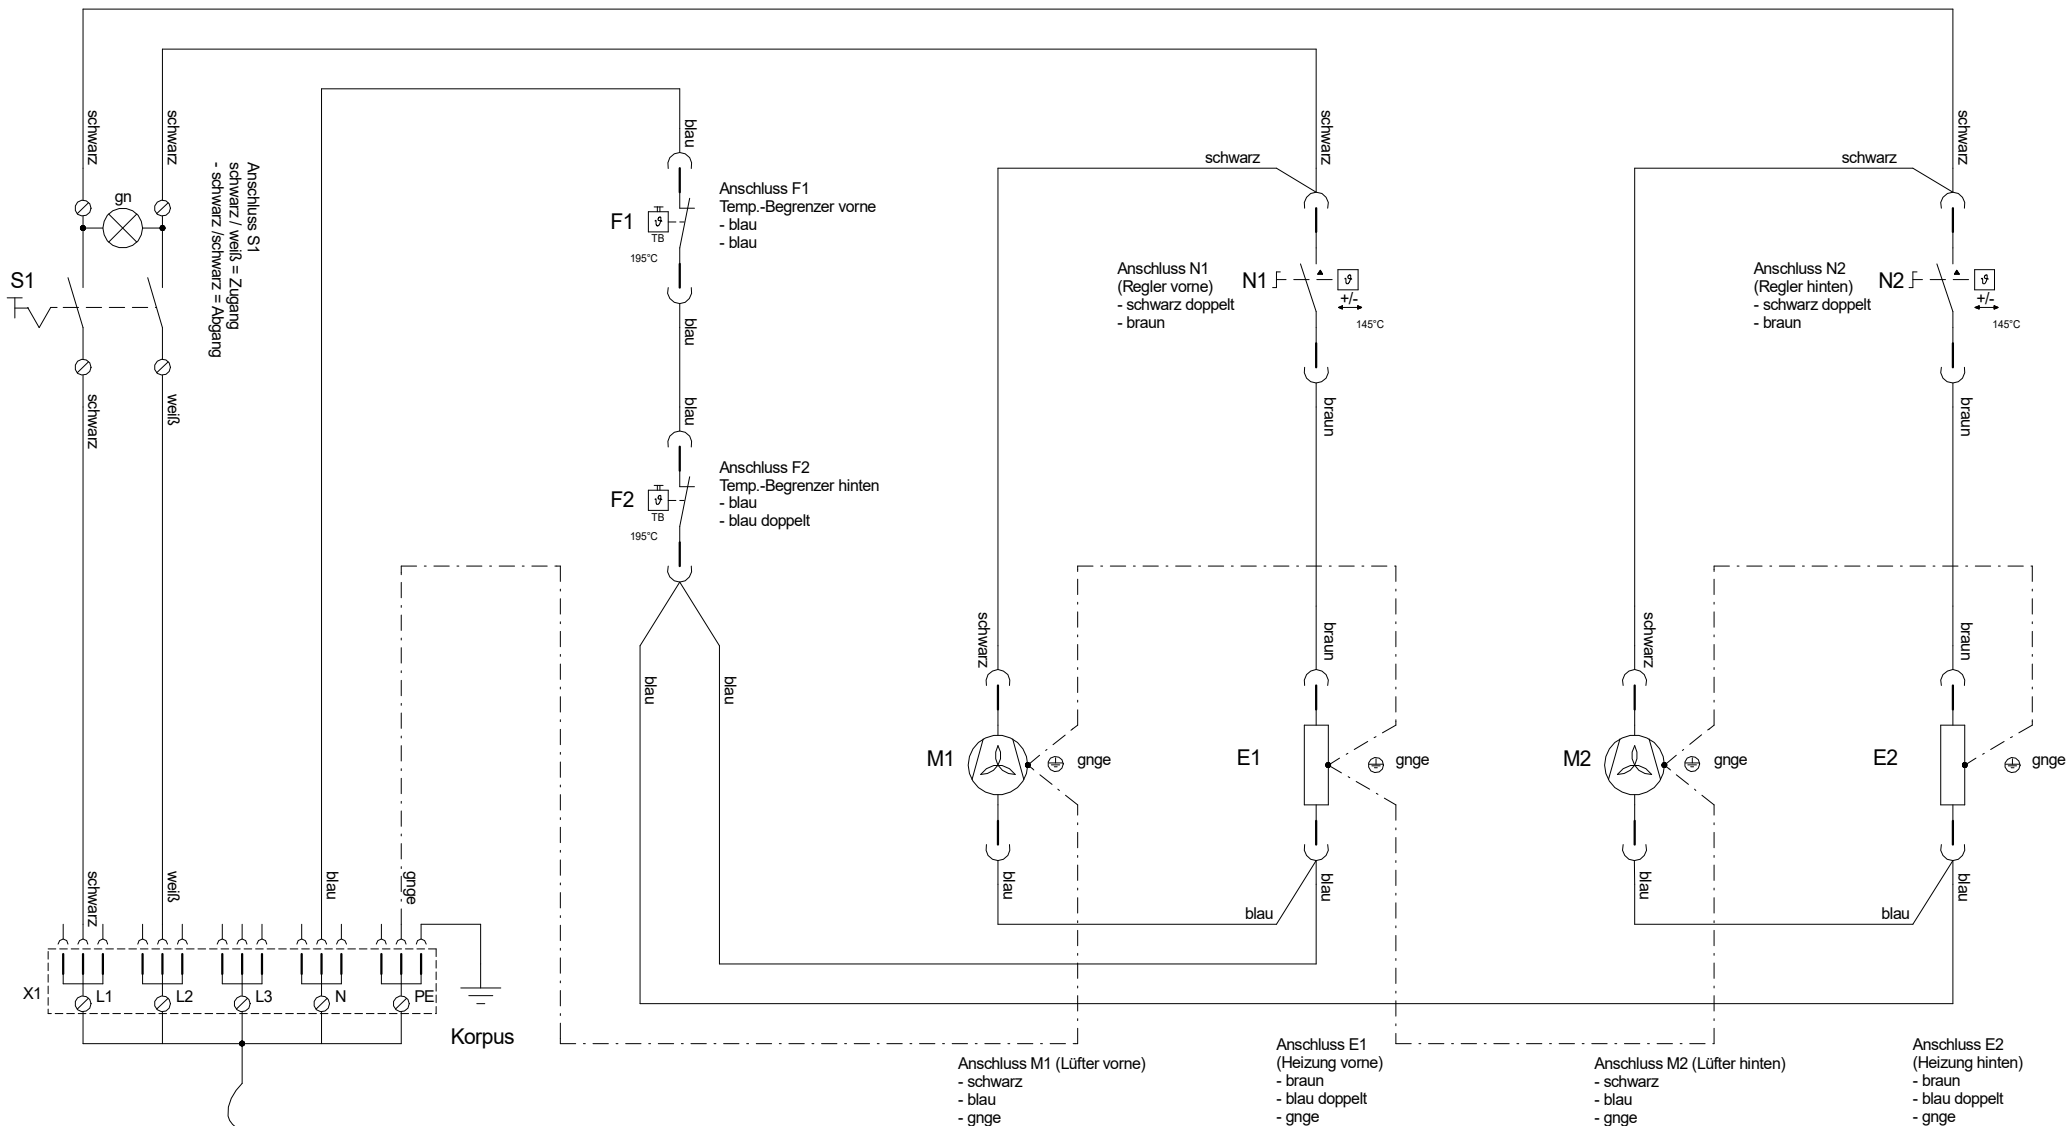 schwarz
schwarz
gn
S1
Anschluss S1
schwarz / weiß = Zugang
- schwarz /schwarz = Abgang
schwarz
weiß
blau
F1
ϑ
TB
195°C
Anschluss F1
Temp.-Begrenzer vorne
- blau
- blau
blau
blau
F2
ϑ
TB
195°C
Anschluss F2
Temp.-Begrenzer hinten
- blau
- blau doppelt
blau
blau
schwarz
schwarz
Anschluss N1
(Regler vorne)
- schwarz doppelt
- braun
N1
ϑ
+/-
145°C
braun
schwarz
braun
M1
gnge
E1
gnge
blau
blau
blau
schwarz
schwarz
Anschluss N2
(Regler hinten)
- schwarz doppelt
- braun
N2
ϑ
+/-
145°C
braun
schwarz
braun
M2
gnge
E2
gnge
blau
blau
blau
schwarz
weiß
blau
gnge
X1
L1
L2
L3
N
PE
Korpus
Anschluss M1 (Lüfter vorne)
- schwarz
- blau
- gnge
Anschluss E1
(Heizung vorne)
- braun
- blau doppelt
- gnge
Anschluss M2 (Lüfter hinten)
- schwarz
- blau
- gnge
Anschluss E2
(Heizung hinten)
- braun
- blau doppelt
- gnge